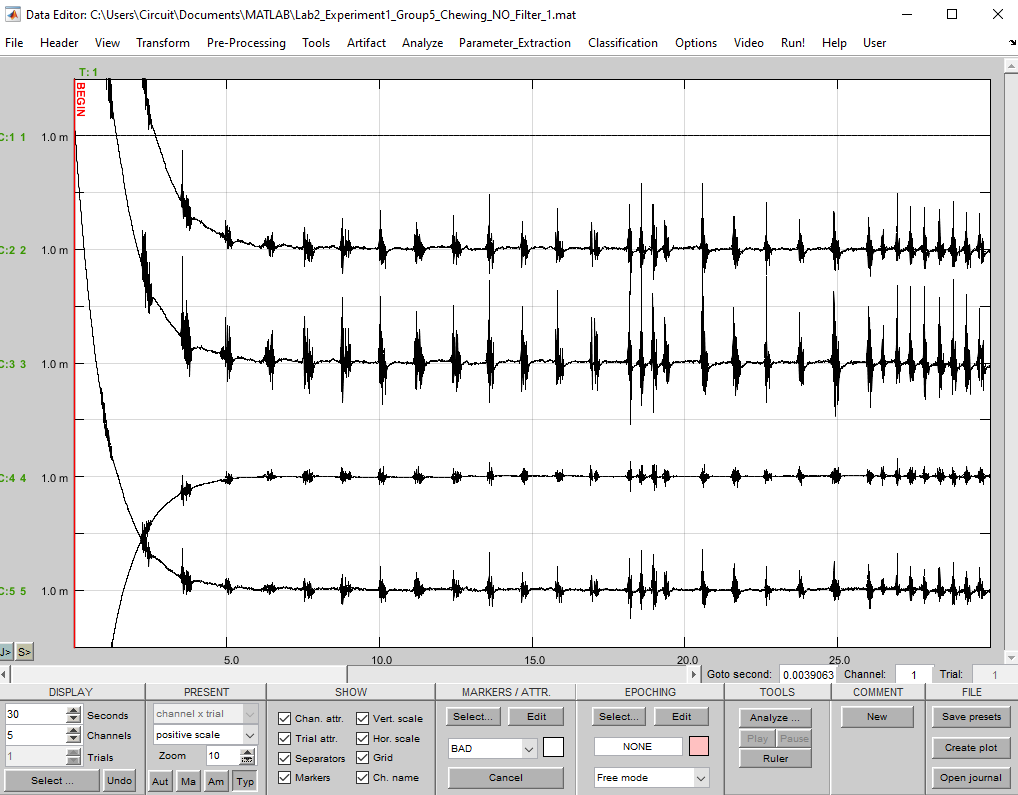 Data Editor: C:\Users\Circuit\Documents\MATLAB\Lab2_Experiment1_Group5_Chewing_NO_Filter_1.mat
File Header View Transform Pre-Processing Tools Artifact Analyze Parameter_Extraction Classification Options Video Run! Help User
T: 1
BEGIN
C:1 1 1.0 m
C:2 2 1.0 m
C:3 3 1.0 m
C:4 4 1.0 m
C:5 5 1.0 m
J> S>
5.0 10.0 15.0 20.0 25.0
Goto second: 0.0039063 Channel: 1 Trial: 1
DISPLAY PRESENT SHOW MARKERS / ATTR. EPOCHING TOOLS COMMENT FILE
30 Seconds channel x trial Chan. attr. Vert. scale Select... Edit Select... Edit Analyze ... New Save presets
5 Channels positive scale Trial attr. Hor. scale BAD NONE Play Pause Create plot
1 Trials Zoom 10 Separators Grid Ruler
Select ... Undo Aut Ma Am Typ Markers Ch. name Cancel Free mode Open journal